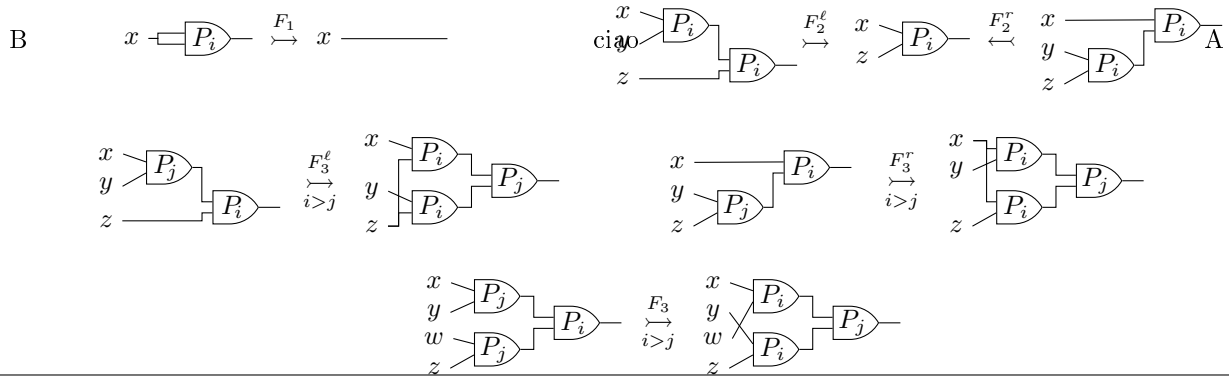 B x P_i F_1 x x y ciao z P_i P_i F_2^ℓ x z P_i F_2^r x y z P_i P_i A
x y z P_j P_i F_3^ℓ i>j x y z P_i P_i P_j x y z P_j P_i F_3^r i>j x y z P_i P_i P_j
x y w z P_j P_j P_i F_3 i>j x y w z P_i P_i P_j